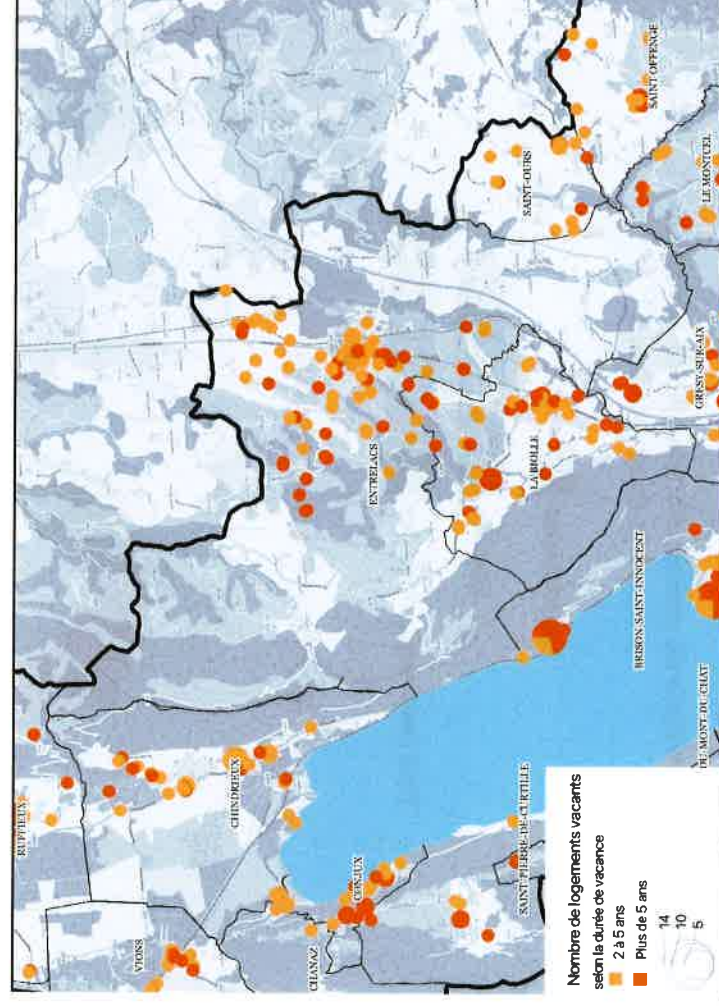 RUFFIEUX
VIONS
CHINDRIEUX
CHANAZ
CONJUX
SAINT-PIERRE-DE-CURTILLE
ENTRELACS
LA BIOLLE
BRISON-SAINT-INNOCENT
DU-MONT-DU-CHAT
GRESY-SUR-AIX
SAINT-OURS
SAINT-OFFENGE
LE MONTCEL
Nombre de logements vacants
selon la durée de vacance
2 à 5 ans
Plus de 5 ans
14
10
5